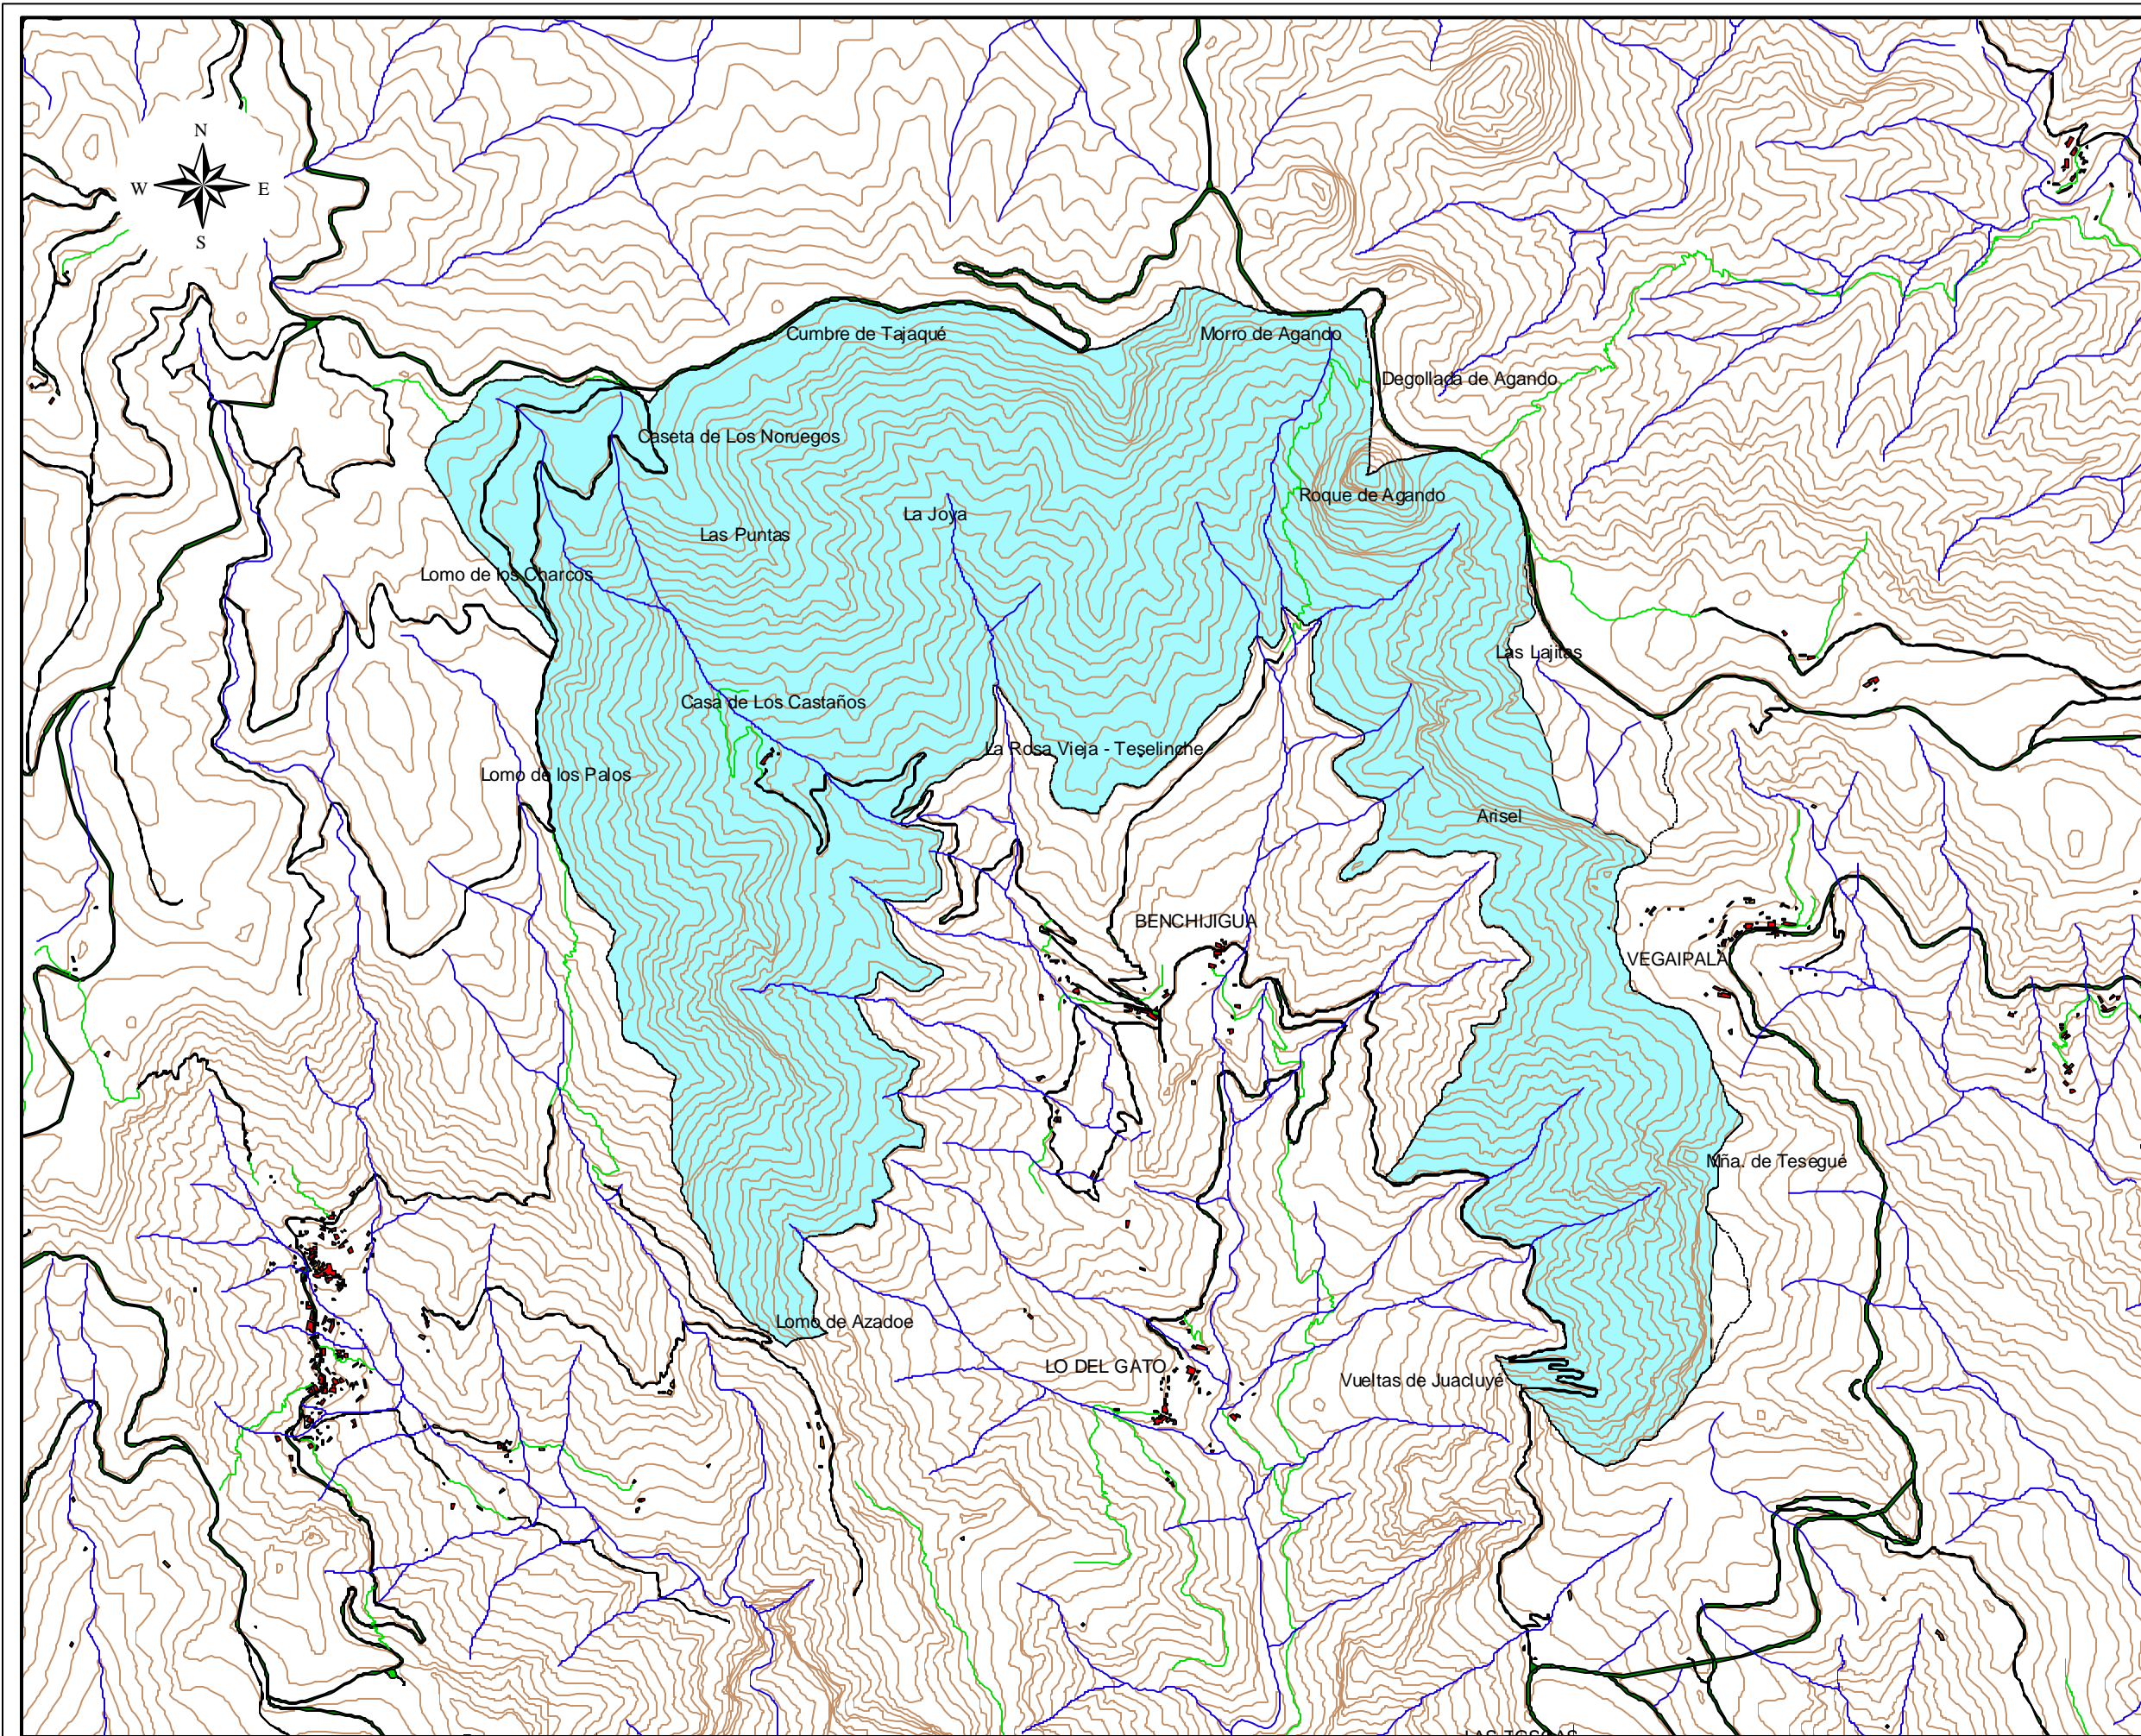 N
W E
S
Cumbre de Tajaqué
Morro de Agando
Degollada de Agando
Caseta de Los Noruegos
Roque de Agando
La Joya
Las Puntas
Lomo de los Charcos
Las Lajitas
Casa de Los Castaños
La Rosa Vieja - Teselinche
Lomo de los Palos
Arisel
BENCHIJIGUA
VEGAIPALA
Mña. de Tesegué
Lomo de Azadoe
LO DEL GATO
Vueltas de Juacluyé
LAS TOSCAS